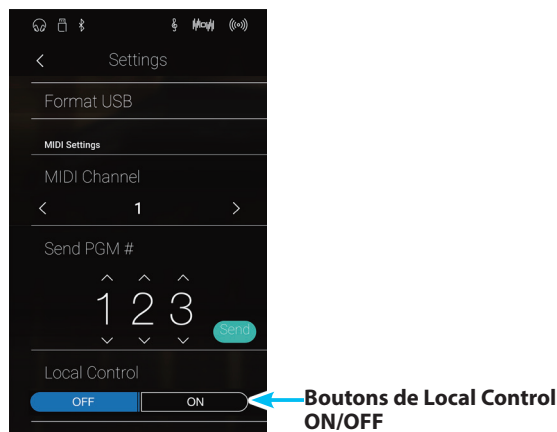 Settings
Format USB
MIDI Settings
MIDI Channel
1
Send PGM #
1 2 3
Send
Local Control
OFF ON
Boutons de Local Control
ON/OFF